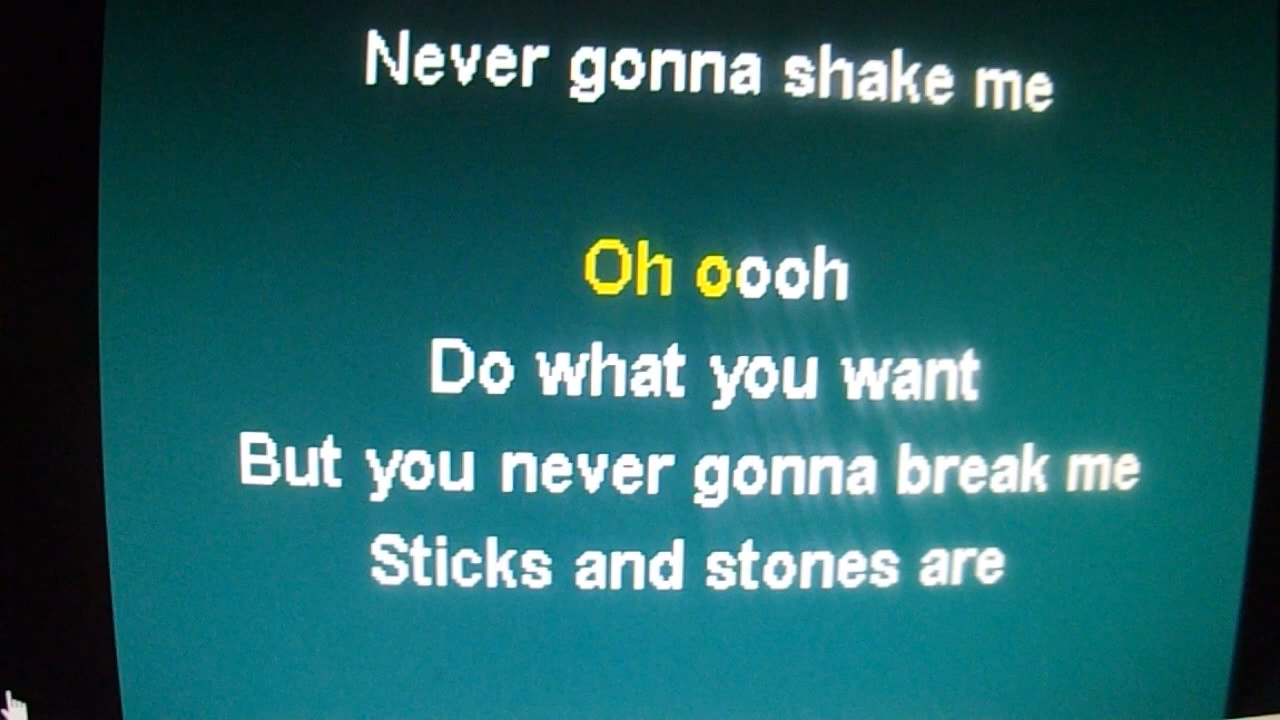 Never gonna shake me
Oh oooh
Do what you want
But you never gonna break me
Sticks and stones are